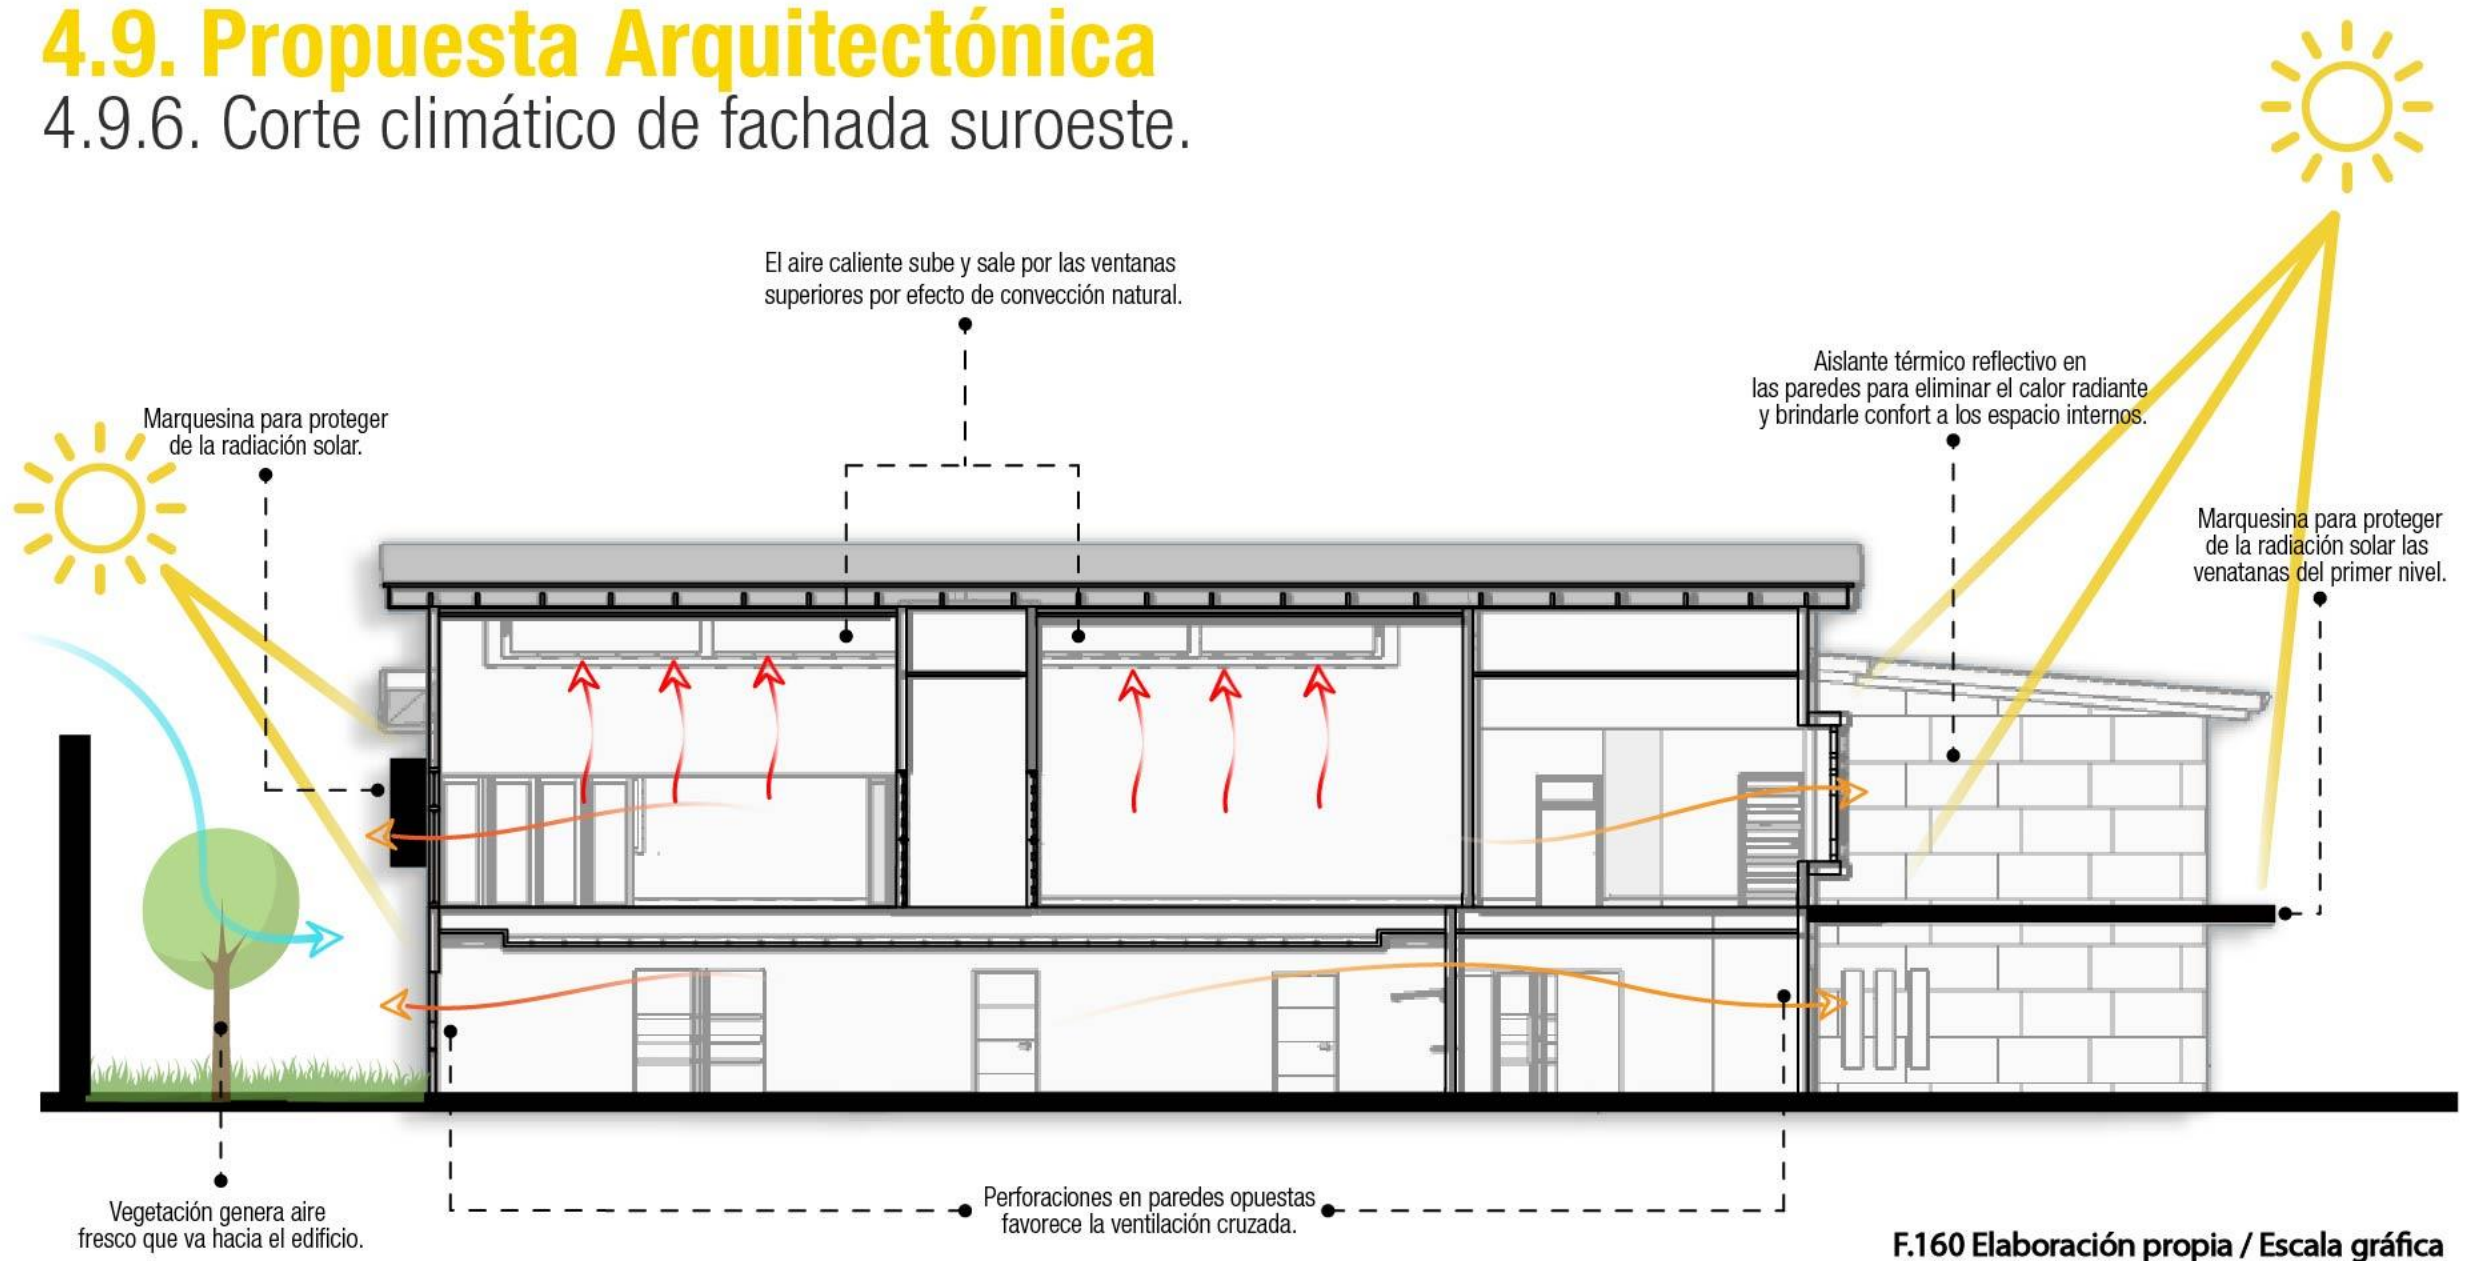 4.9. Propuesta Arquitectónica
4.9.6. Corte climático de fachada suroeste.
El aire caliente sube y sale por las ventanas
superiores por efecto de convección natural.
Aislante térmico reflectivo en
las paredes para eliminar el calor radiante
y brindarle confort a los espacio internos.
Marquesina para proteger
de la radiación solar.
Marquesina para proteger
de la radiación solar las
venatanas del primer nivel.
Vegetación genera aire
fresco que va hacia el edificio.
Perforaciones en paredes opuestas
favorece la ventilación cruzada.
F.160 Elaboración propia / Escala gráfica